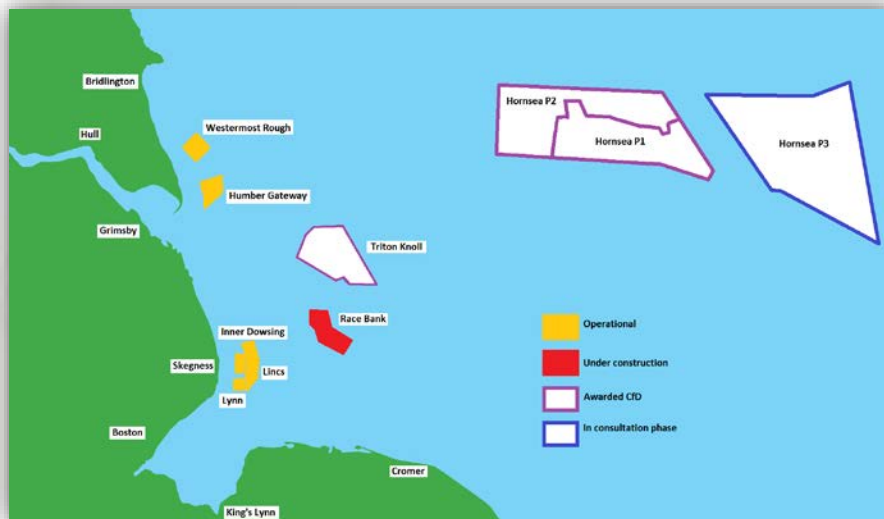 Bridlington
Hornsea P2
Westermost Rough
Hull
Hornsea P1
Hornsea P3
Humber Gateway
Grimsby
Triton Knoll
Race Bank
Inner Dowsing
Skegness
Lincs
Lynn
Boston
Cromer
King's Lynn
Operational
Under construction
Awarded CfD
In consultation phase